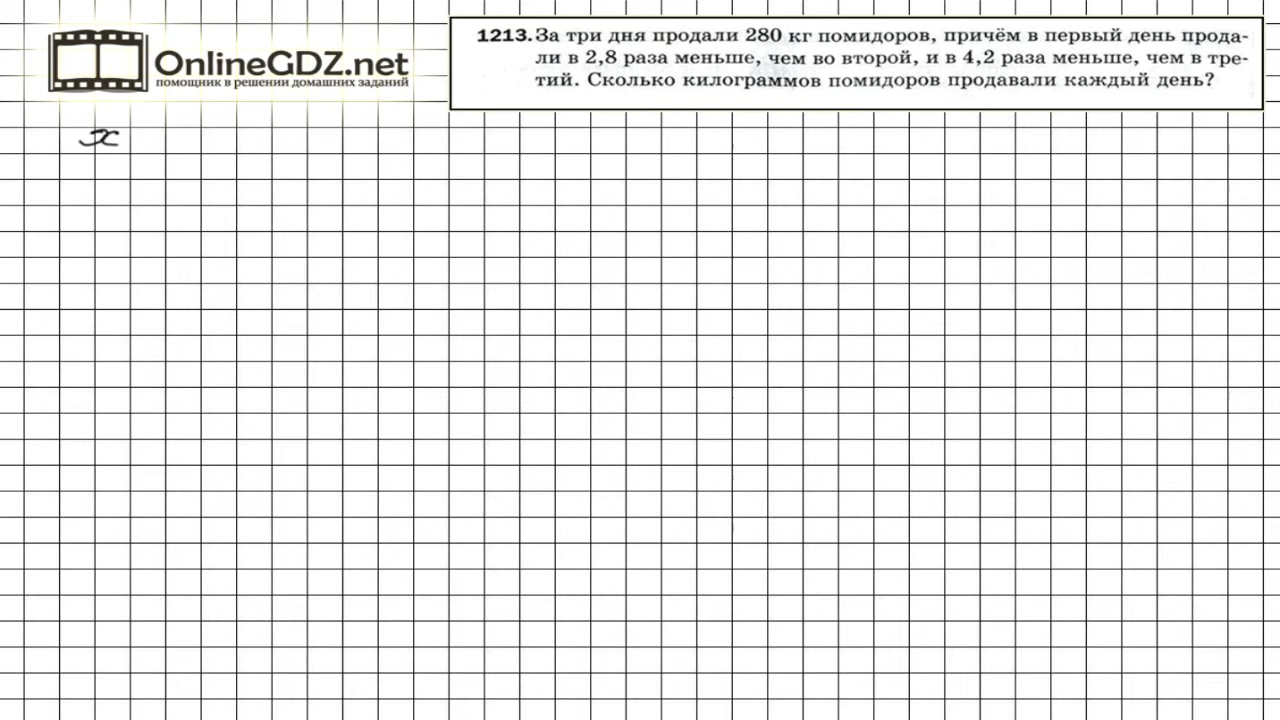 OnlineGDZ.net
помощник в решении домашних заданий
1213. За три дня продали 280 кг помидоров, причём в первый день прода-
ли в 2,8 раза меньше, чем во второй, и в 4,2 раза меньше, чем в тре-
тий. Сколько килограммов помидоров продавали каждый день?
x